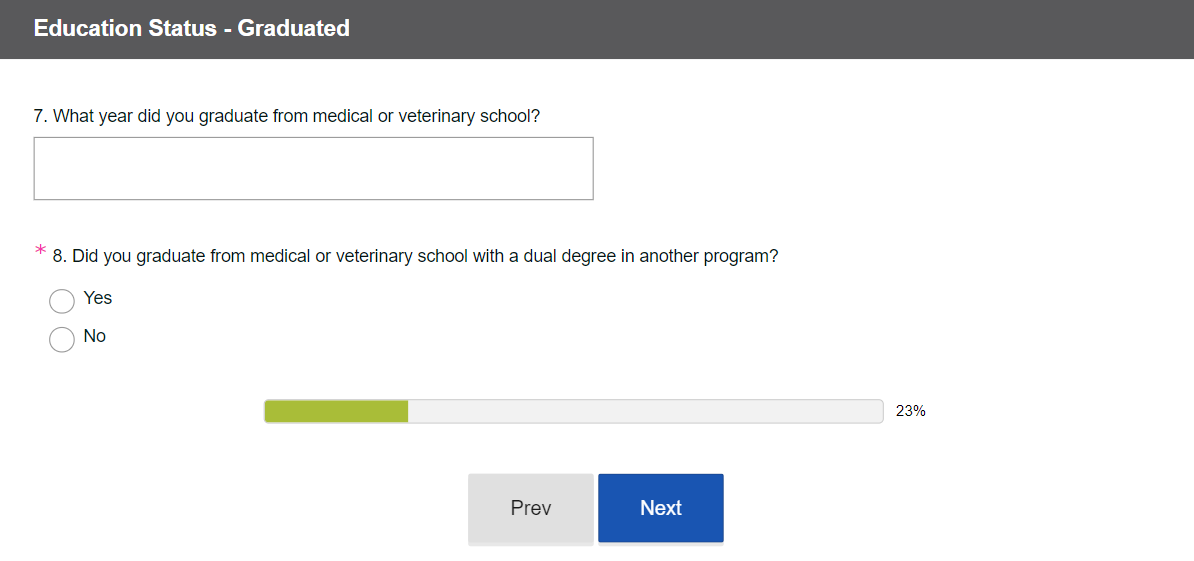 Education Status - Graduated
7. What year did you graduate from medical or veterinary school?
* 8. Did you graduate from medical or veterinary school with a dual degree in another program?
Yes
No
23%
Prev
Next